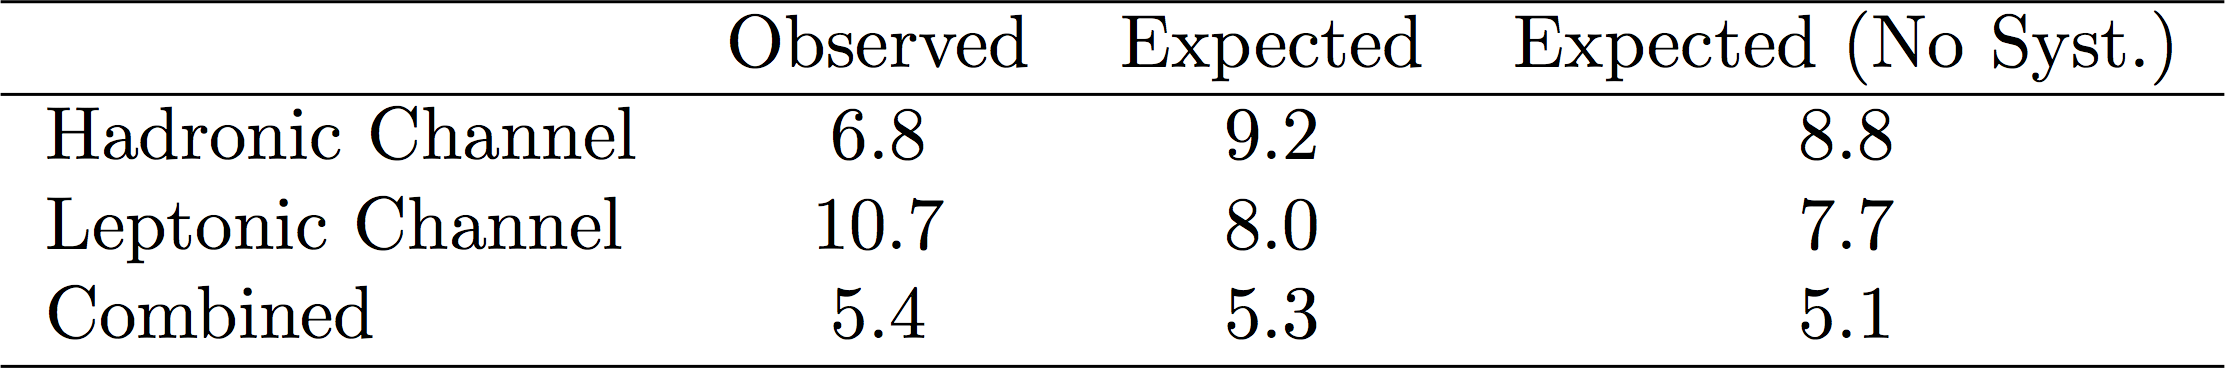 Observed Expected Expected (No Syst.)
Hadronic Channel 6.8 9.2 8.8
Leptonic Channel 10.7 8.0 7.7
Combined 5.4 5.3 5.1